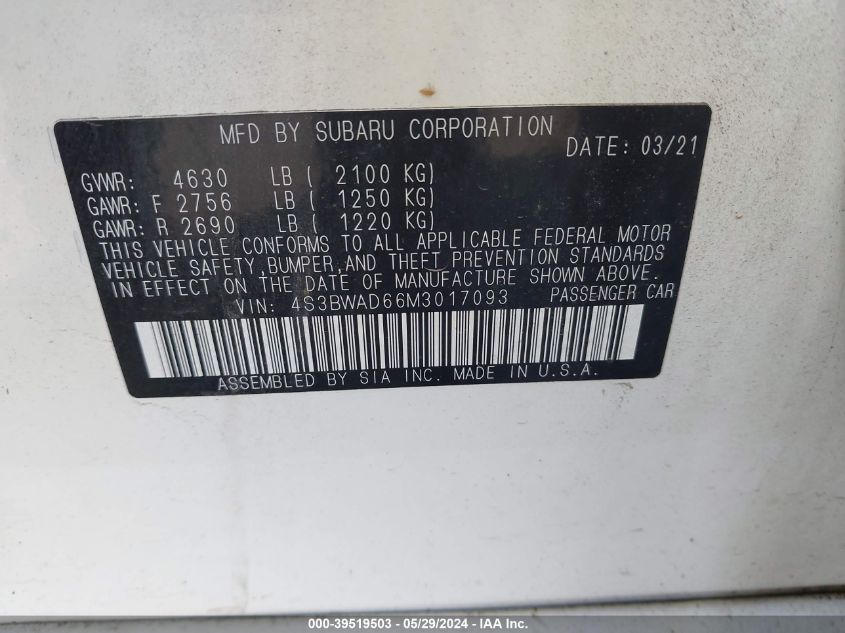 MFD BY SUBARU CORPORATION
DATE: 03/21
GVWR: 4630 LB ( 2100 KG)
GAWR: F 2756 LB ( 1250 KG)
GAWR: R 2690 LB ( 1220 KG)
THIS VEHICLE CONFORMS TO ALL APPLICABLE FEDERAL MOTOR
VEHICLE SAFETY, BUMPER, AND THEFT PREVENTION STANDARDS
IN EFFECT ON THE DATE OF MANUFACTURE SHOWN ABOVE.
VIN: 4S3BWAD66M3017093 PASSENGER CAR
ASSEMBLED BY SIA INC. MADE IN U.S.A.
000-39519503 - 05/29/2024 - IAA Inc.